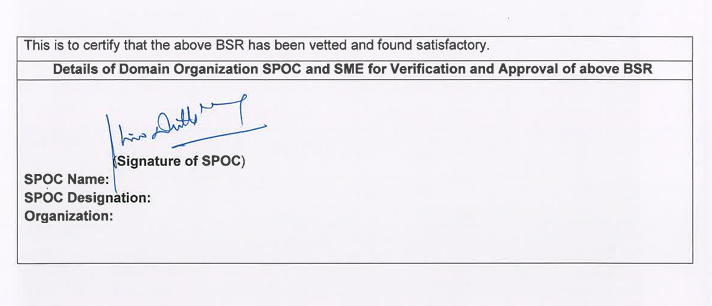 This is to certify that the above BSR has been vetted and found satisfactory.
Details of Domain Organization SPOC and SME for Verification and Approval of above BSR
(Signature of SPOC)
SPOC Name:
SPOC Designation:
Organization: